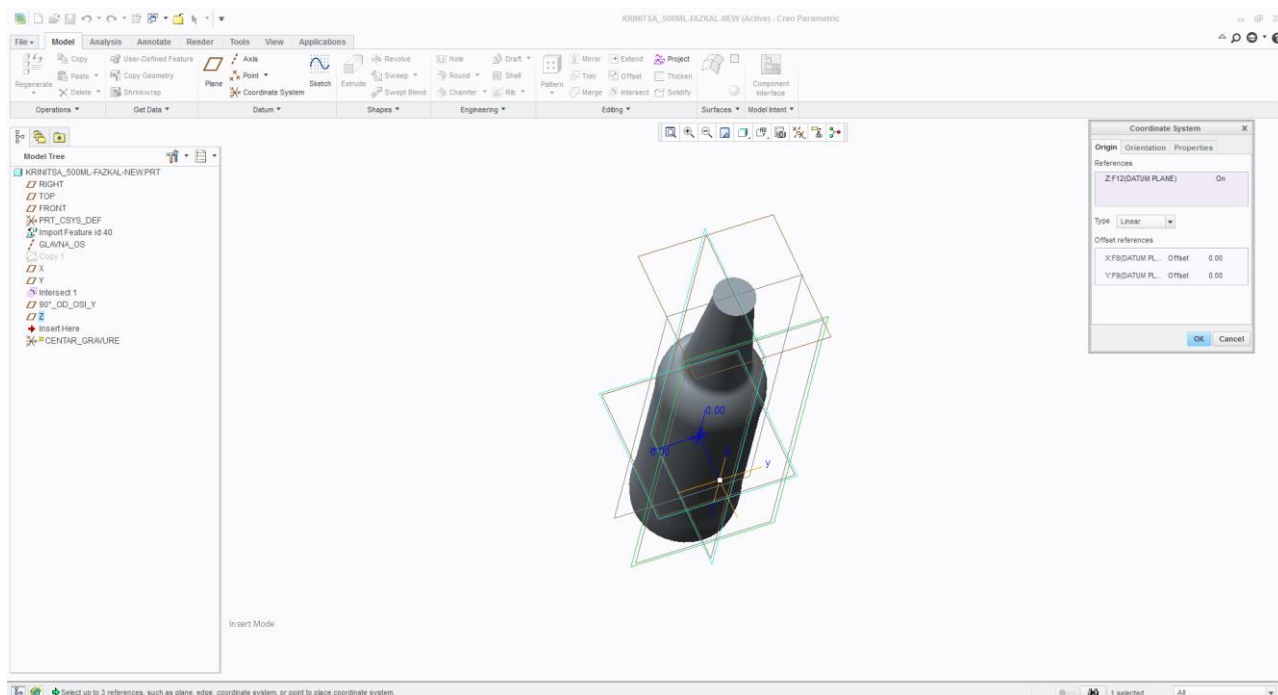 KRINITSA_500ML-FAZKAL-NEW (Active) - Creo Parametric
File Model Analysis Annotate Render Tools View Applications
Regenerate
Copy
Paste
Delete
User-Defined Feature
Copy Geometry
Shrinkwrap
Plane
Axis
Point
Coordinate System
Sketch
Extrude
Revolve
Sweep
Swept Blend
Hole
Round
Chamfer
Draft
Shell
Rib
Pattern
Mirror
Trim
Merge
Extend
Offset
Intersect
Project
Thicken
Solidify
Component
Interface
Operations Get Data Datum Shapes Engineering Editing Surfaces Model Intent
Model Tree
KRINITSA_500ML-FAZKAL-NEW.PRT
RIGHT
TOP
FRONT
PRT_CSYS_DEF
Import Feature id 40
GLAVNA_OS
Copy 1
X
Y
Intersect 1
90°_OD_OSI_Y
Z
Insert Here
CENTAR_GRAVURE
0.00
0.00
y
Insert Mode
Coordinate System
Origin Orientation Properties
References
Z:F12(DATUM PLANE) On
Type Linear
Offset references
X:F8(DATUM PL... Offset 0.00
Y:F9(DATUM PL... Offset 0.00
OK Cancel
Select up to 3 references, such as plane, edge, coordinate system, or point to place coordinate system.
1 selected
All